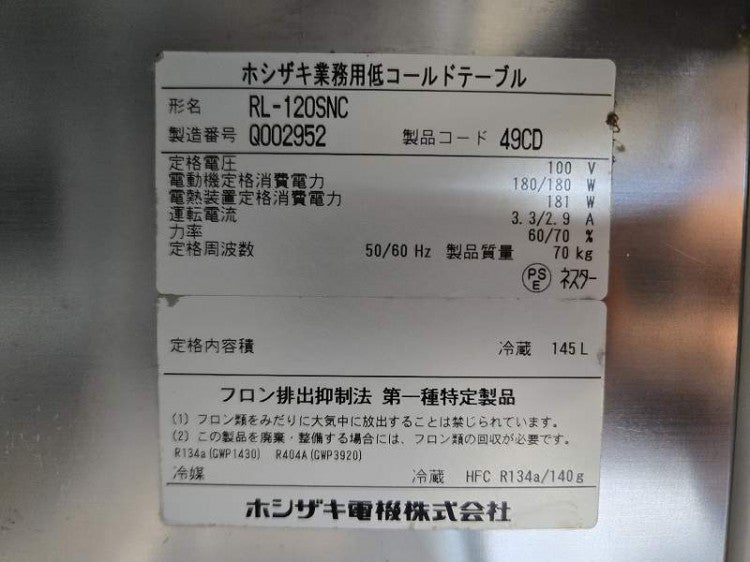 ホシザキ業務用低コールドテーブル
形名 RL-120SNC
製造番号 Q002952 製品コード 49CD
定格電圧 100 V
電動機定格消費電力 180/180 W
電熱装置定格消費電力 181 W
運転電流 3.3/2.9 A
力率 60/70 %
定格周波数 50/60 Hz 製品質量 70 kg
PSE ネスター
定格内容積 冷蔵 145 L
フロン排出抑制法 第一種特定製品
(1) フロン類をみだりに大気中に放出することは禁じられています。
(2) この製品を廃棄・整備する場合には、フロン類の回収が必要です。
R134a(GWP1430) R404A(GWP3920)
冷媒 冷蔵 HFC R134a/140g
ホシザキ電機株式会社